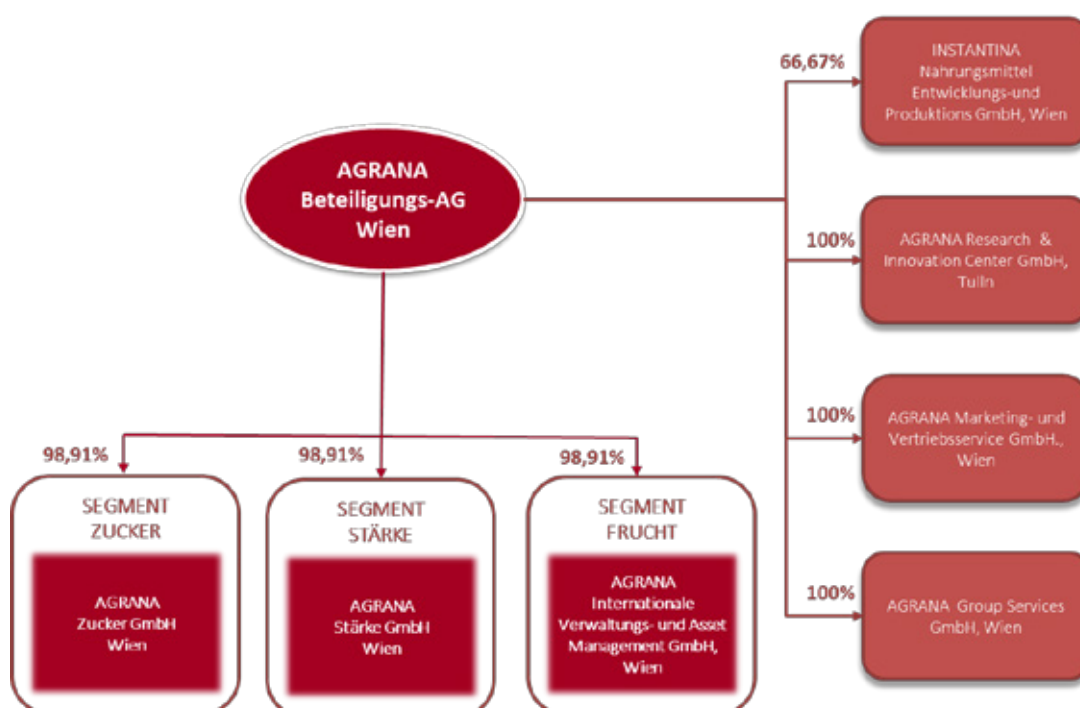 66,67%
INSTANTINA
Nahrungsmittel
Entwicklungs-und
Produktions GmbH, Wien
AGRANA
Beteiligungs-AG
Wien
100%
AGRANA Research &
Innovation Center GmbH,
Tulln
100%
AGRANA Marketing- und
Vertriebsservice GmbH.,
Wien
100%
AGRANA Group Services
GmbH, Wien
98,91%
SEGMENT
ZUCKER
AGRANA
Zucker GmbH
Wien
98,91%
SEGMENT
STÄRKE
AGRANA
Stärke GmbH
Wien
98,91%
SEGMENT
FRUCHT
AGRANA
Internationale
Verwaltungs- und Asset
Management GmbH,
Wien